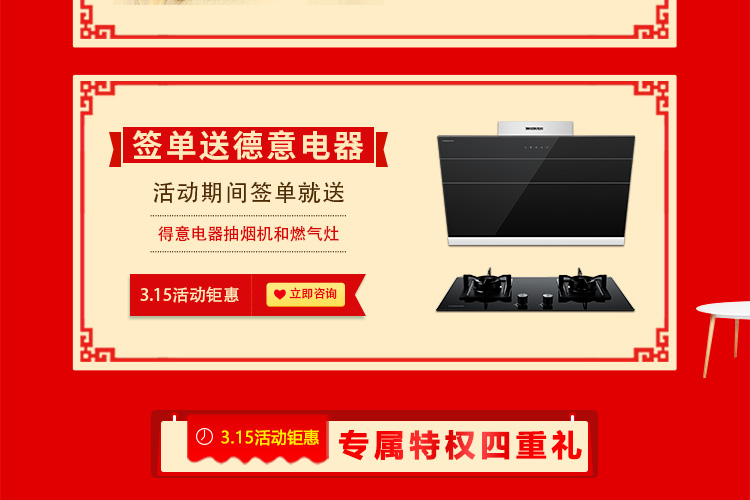 签单送德意电器
活动期间签单就送
得意电器抽烟机和燃气灶
3.15活动钜惠
立即咨询
3.15活动钜惠
专属特权四重礼